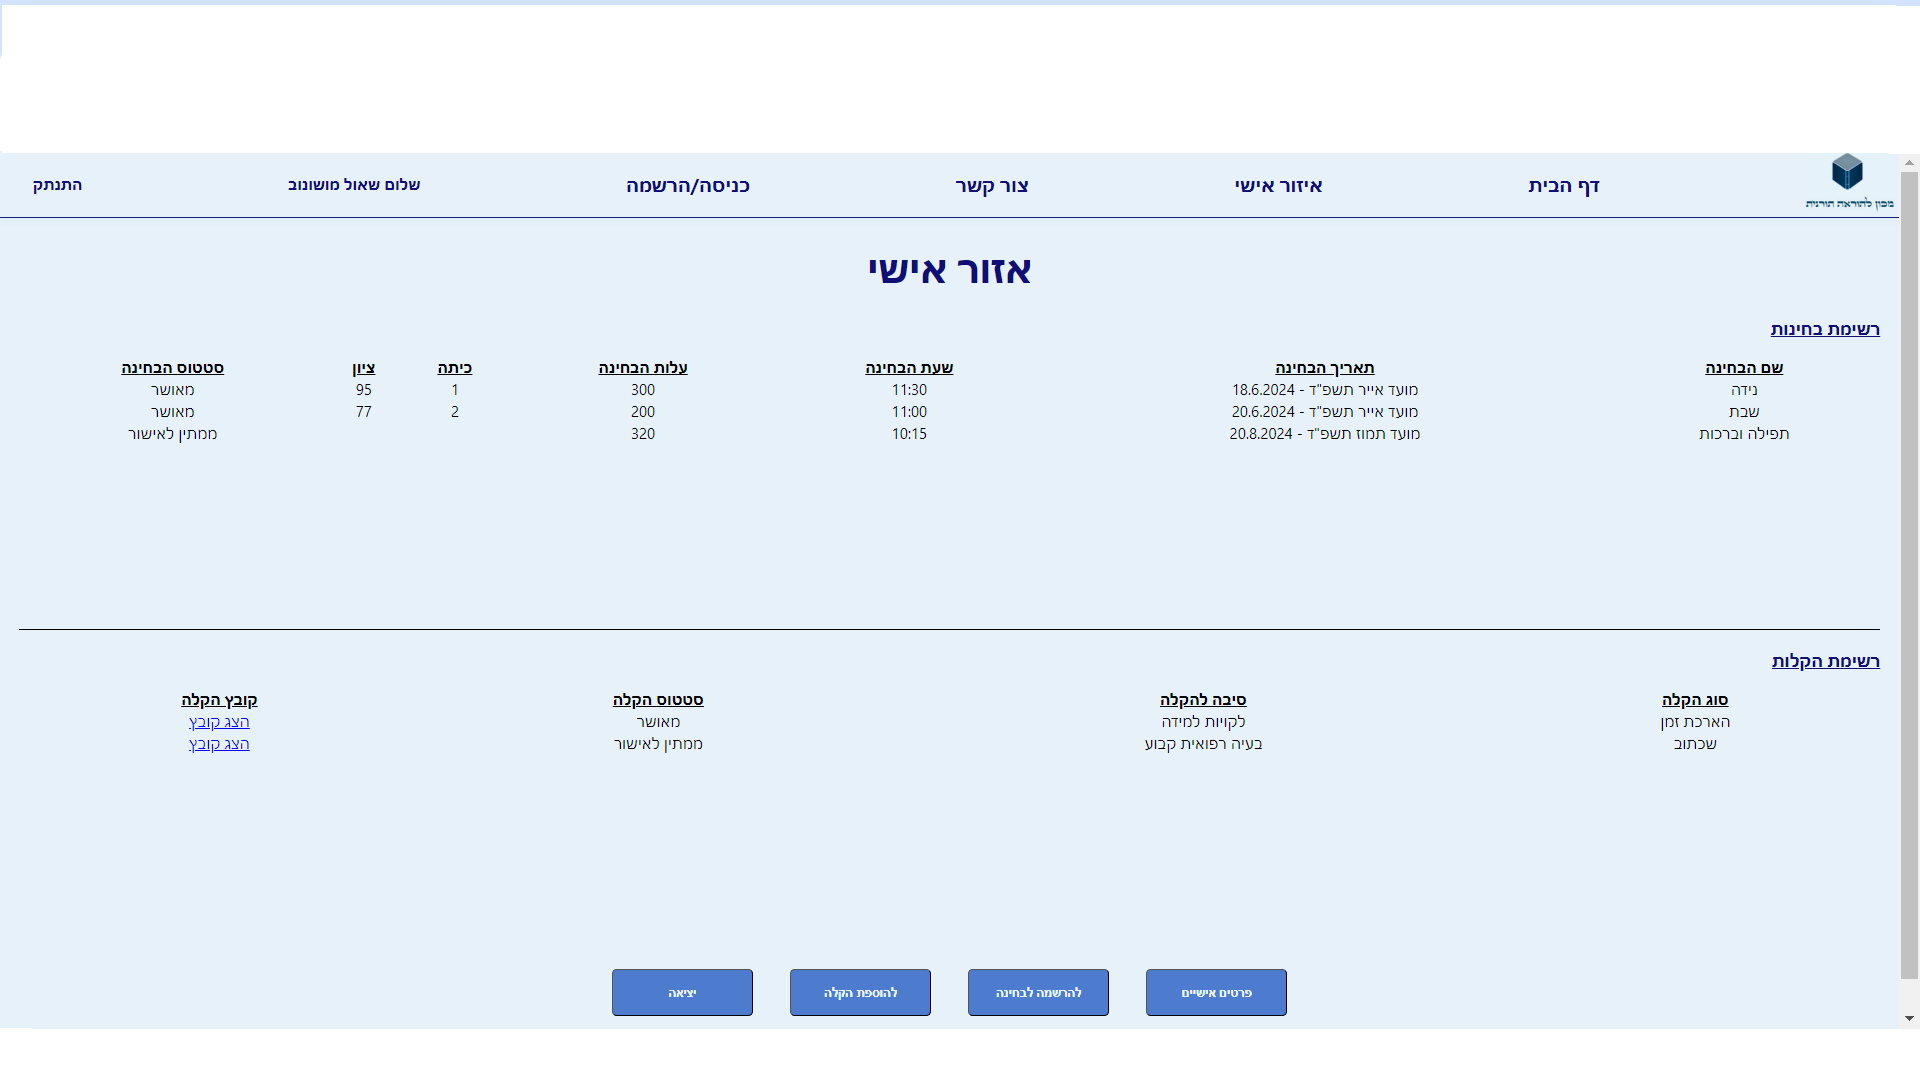 מכון להוראה תורנית
דף הבית איזור אישי צור קשר כניסה/הרשמה שלום שאול מושונוב התנתק
אזור אישי
רשימת בחינות
שם הבחינה תאריך הבחינה שעת הבחינה עלות הבחינה כיתה ציון סטטוס הבחינה
נידה מועד אייר תשפ"ד - 18.6.2024 11:30 300 1 95 מאושר
שבת מועד אייר תשפ"ד - 20.6.2024 11:00 200 2 77 מאושר
תפילה וברכות מועד תמוז תשפ"ד - 20.8.2024 10:15 320 ממתין לאישור
רשימת הקלות
סוג הקלה סיבה להקלה סטטוס הקלה קובץ הקלה
הארכת זמן לקויות למידה מאושר הצג קובץ
שכתוב בעיה רפואית קבוע ממתין לאישור הצג קובץ
פרטים אישיים להרשמה לבחינה להוספת הקלה יציאה